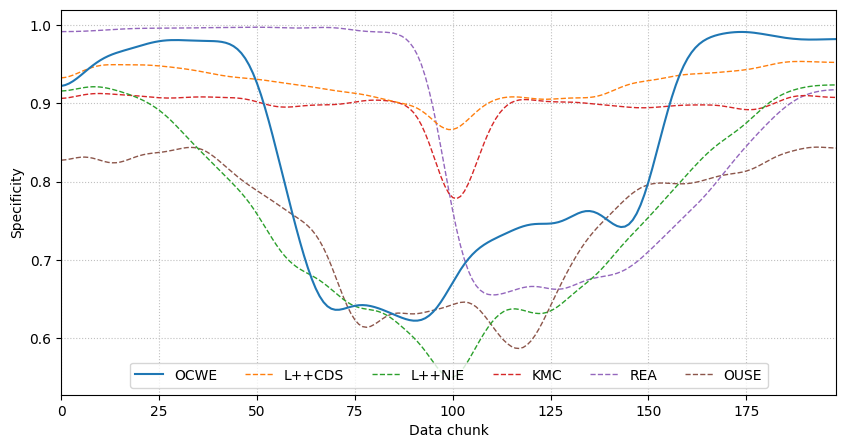 1.0
0.9
0.8
0.7
0.6
Specificity
OCWE L++CDS L++NIE KMC REA OUSE
0 25 50 75 100 125 150 175
Data chunk